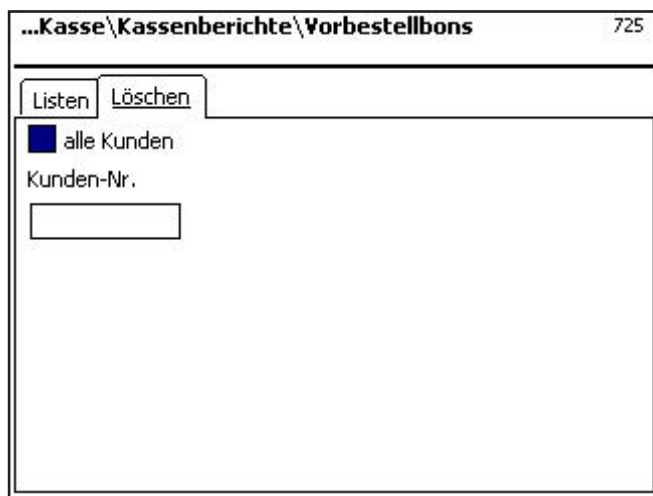 ...Kasse\Kassenberichte\Vorbestellbons 725
Listen Löschen
alle Kunden
Kunden-Nr.